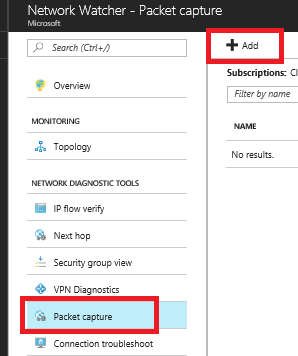 Network Watcher - Packet capture
Microsoft
Search (Ctrl+/)
Overview
MONITORING
Topology
NETWORK DIAGNOSTIC TOOLS
IP flow verify
Next hop
Security group view
VPN Diagnostics
Packet capture
Connection troubleshoot
Add
Subscriptions: Cl
Filter by name
NAME
No results.